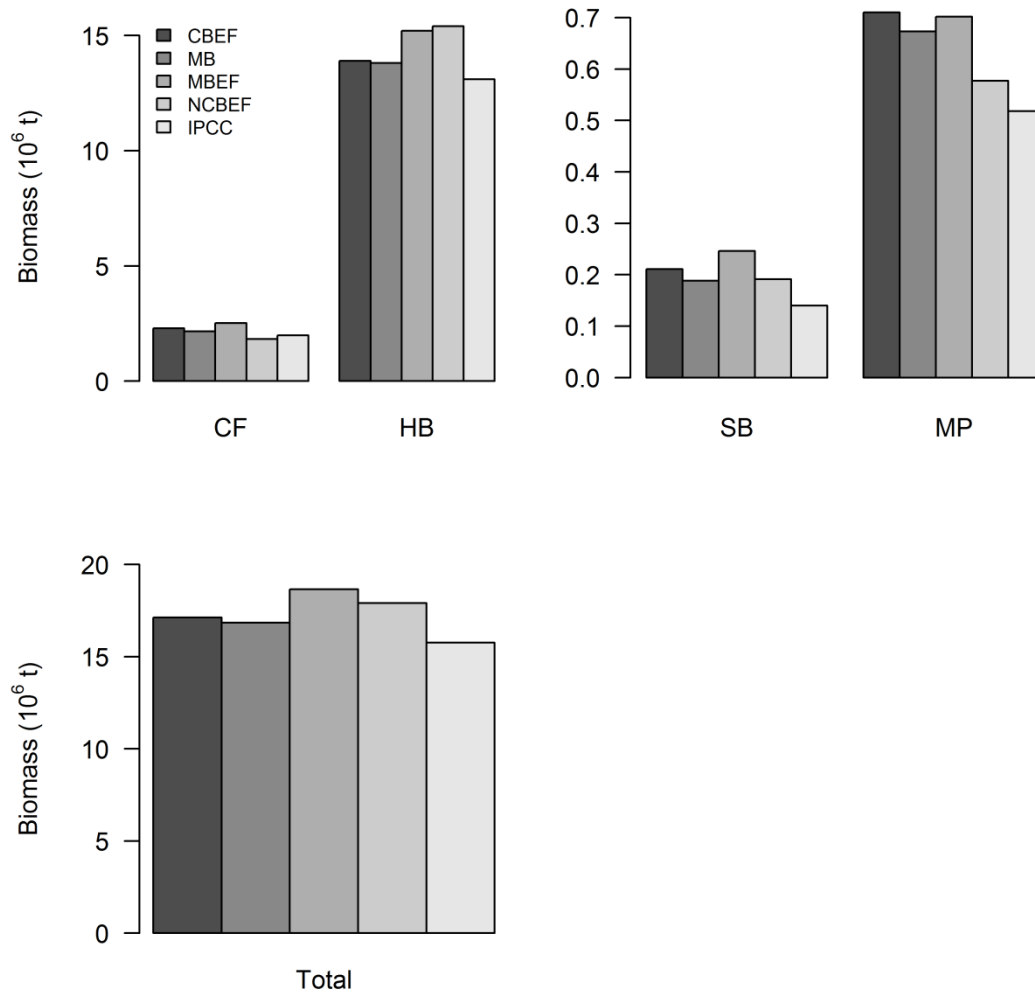 Biomass (10⁶ t)
15
10
5
0
CBEF
MB
MBEF
NCBEF
IPCC
CF HB
0.7
0.6
0.5
0.4
0.3
0.2
0.1
0.0
SB MP
Biomass (10⁶ t)
20
15
10
5
0
Total